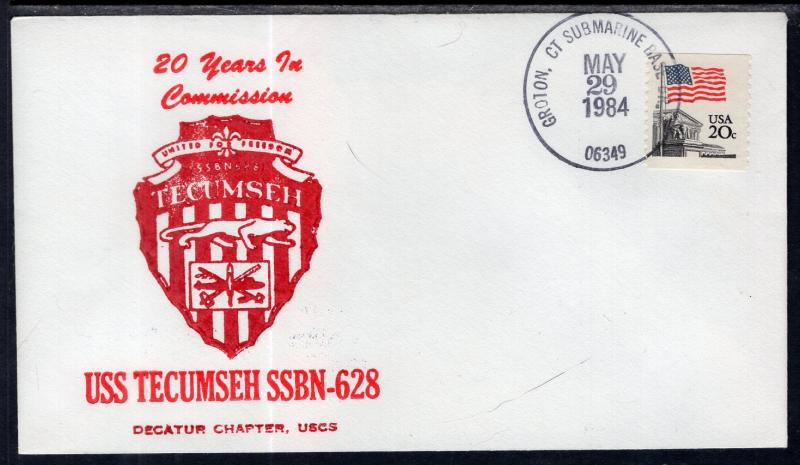 20 Years In
Commission
UNITED FOR FREEDOM
SSBN 628
TECUMSEH
USS TECUMSEH SSBN-628
DECATUR CHAPTER, USCS
GROTON, CT SUBMARINE BASE
MAY
29
1984
06349
USA
20c